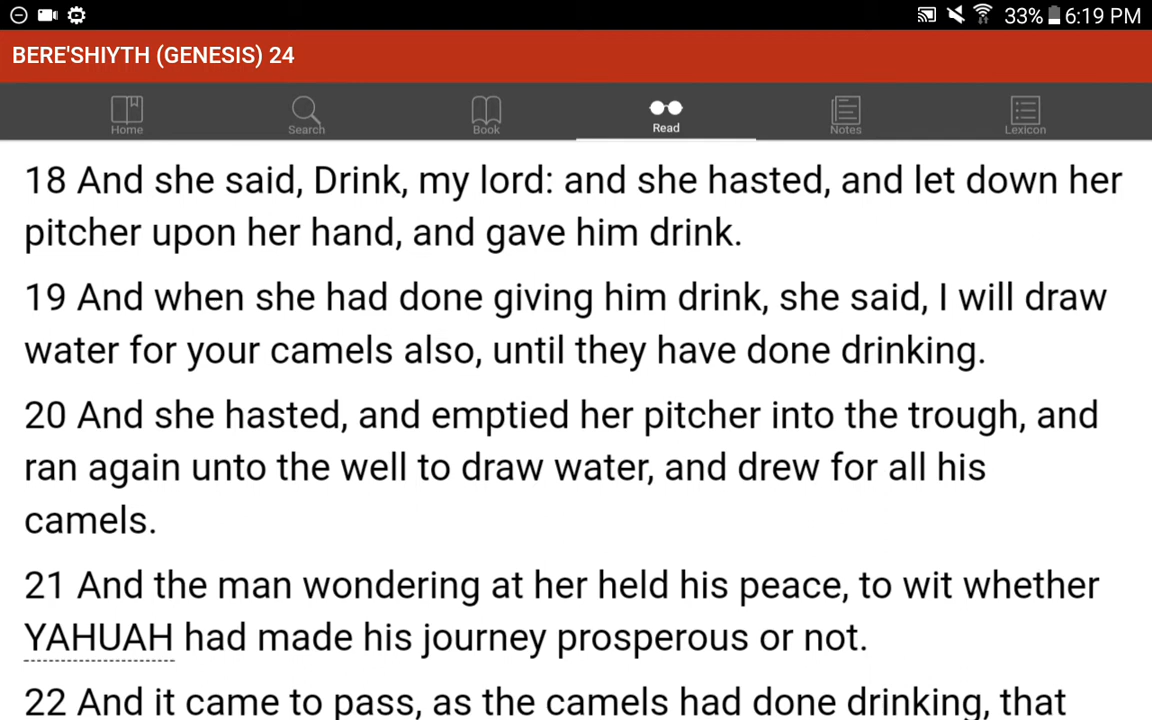 33% 6:19 PM
BERE'SHIYTH (GENESIS) 24
Home Search Book Read Notes Lexicon
18 And she said, Drink, my lord: and she hasted, and let down her
pitcher upon her hand, and gave him drink.
19 And when she had done giving him drink, she said, I will draw
water for your camels also, until they have done drinking.
20 And she hasted, and emptied her pitcher into the trough, and
ran again unto the well to draw water, and drew for all his
camels.
21 And the man wondering at her held his peace, to wit whether
YAHUAH had made his journey prosperous or not.
22 And it came to pass, as the camels had done drinking, that